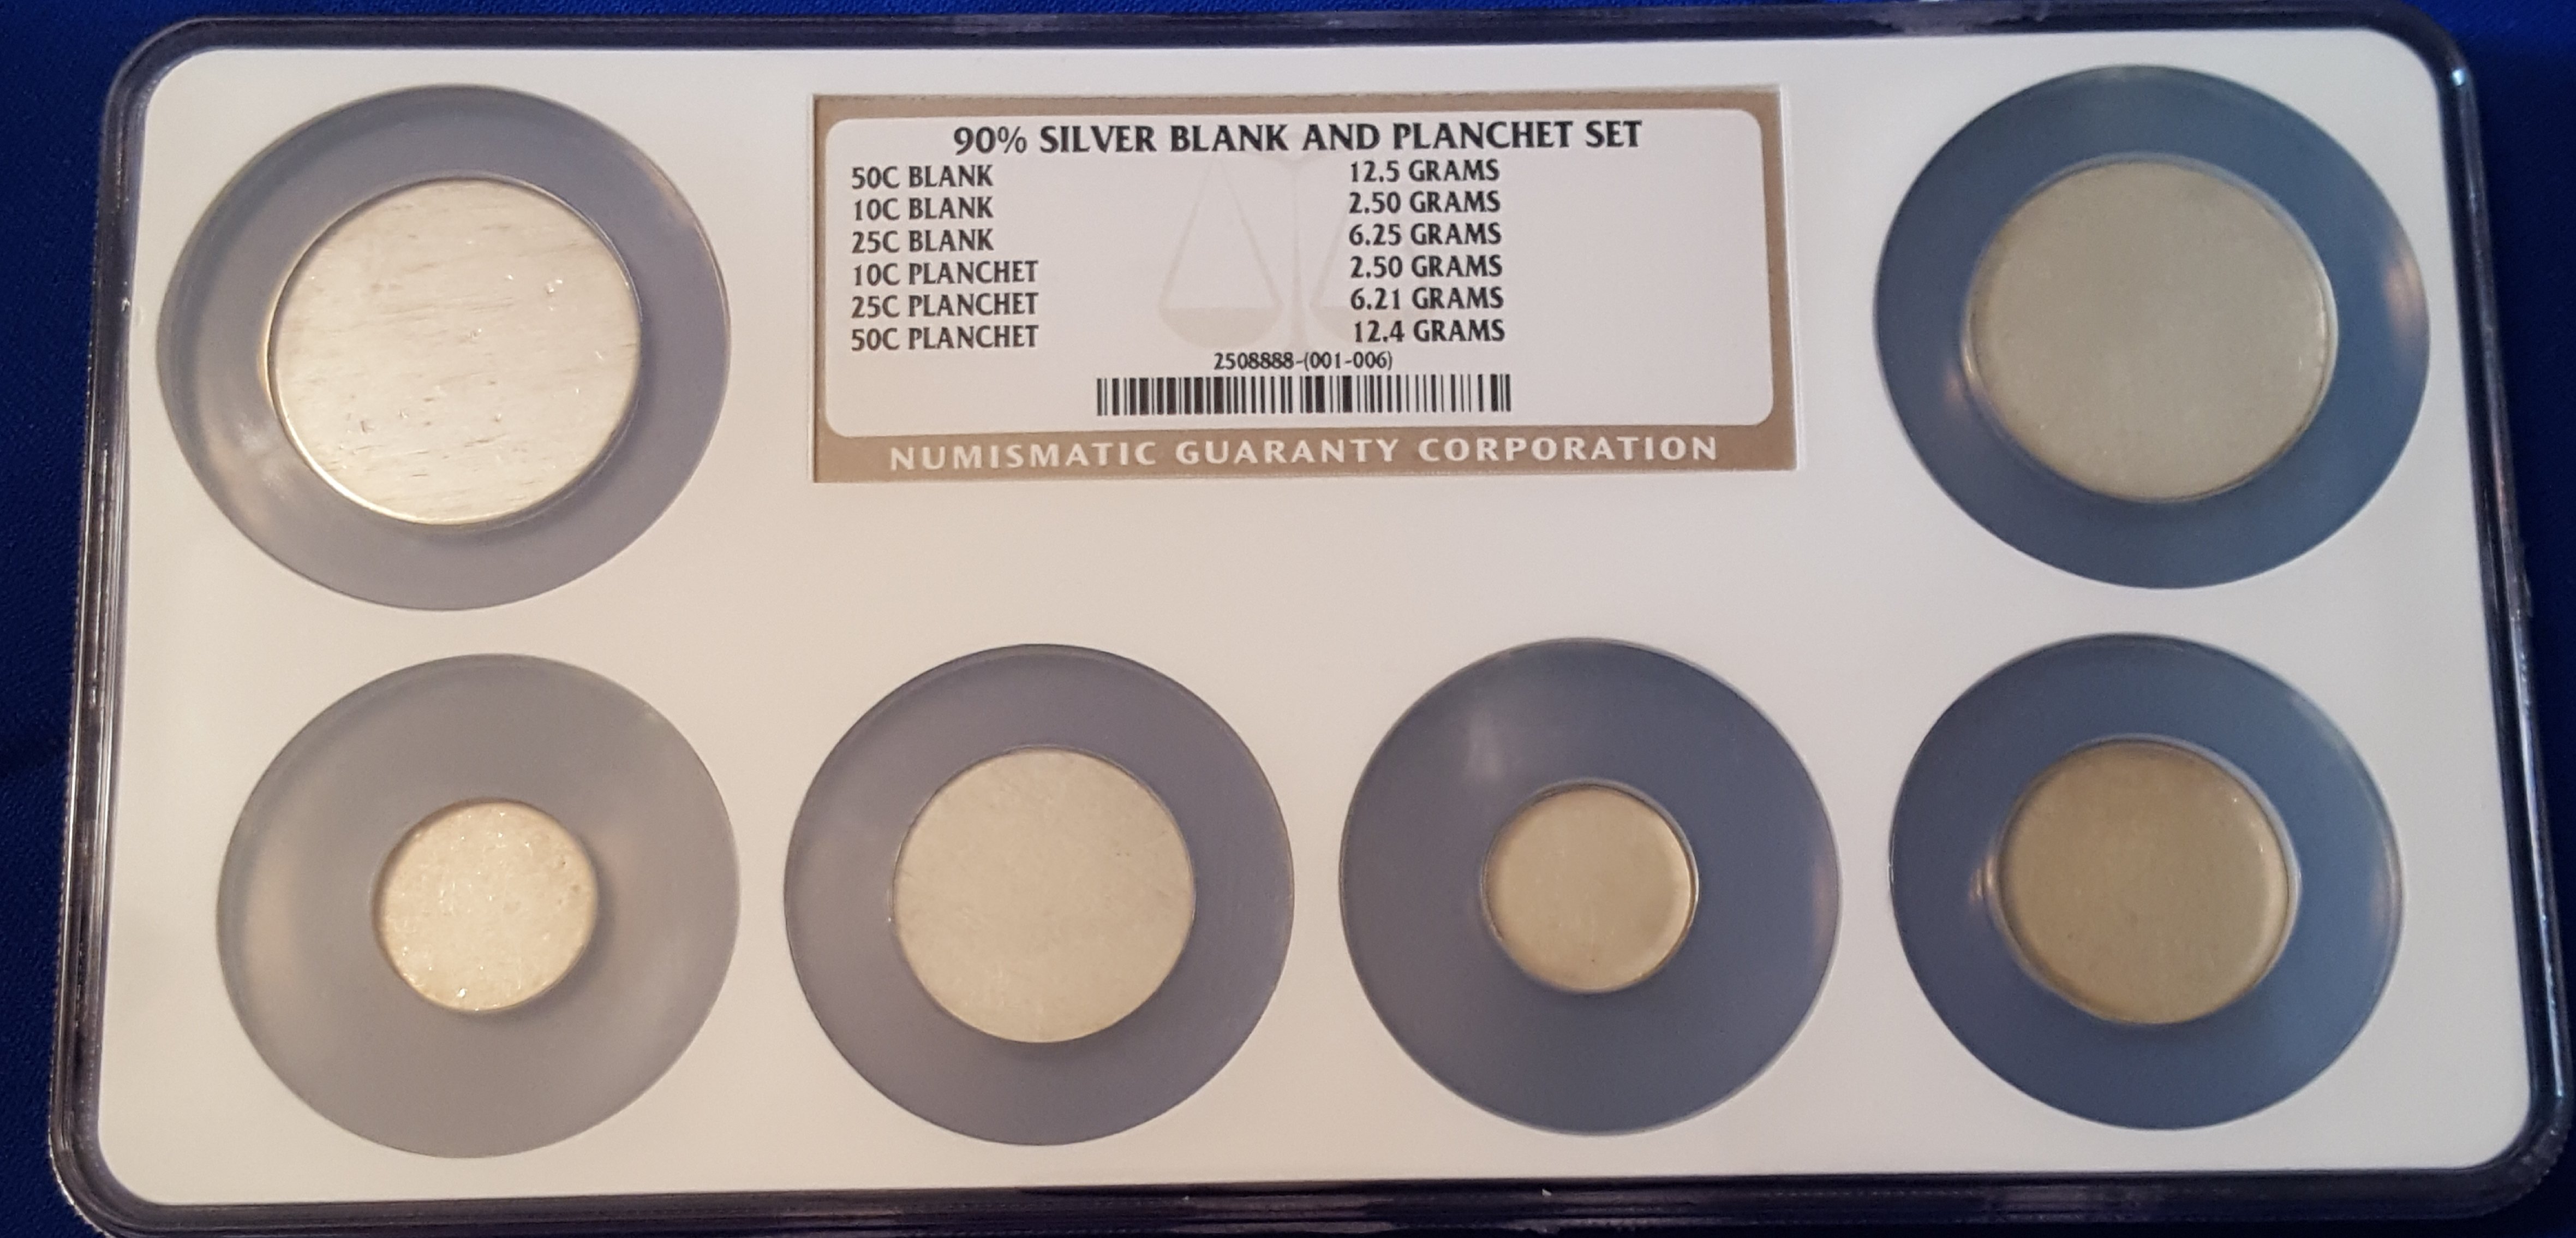 90% SILVER BLANK AND PLANCHET SET
50C BLANK 12.5 GRAMS
10C BLANK 2.50 GRAMS
25C BLANK 6.25 GRAMS
10C PLANCHET 2.50 GRAMS
25C PLANCHET 6.21 GRAMS
50C PLANCHET 12.4 GRAMS
2508888-(001-006)
NUMISMATIC GUARANTY CORPORATION